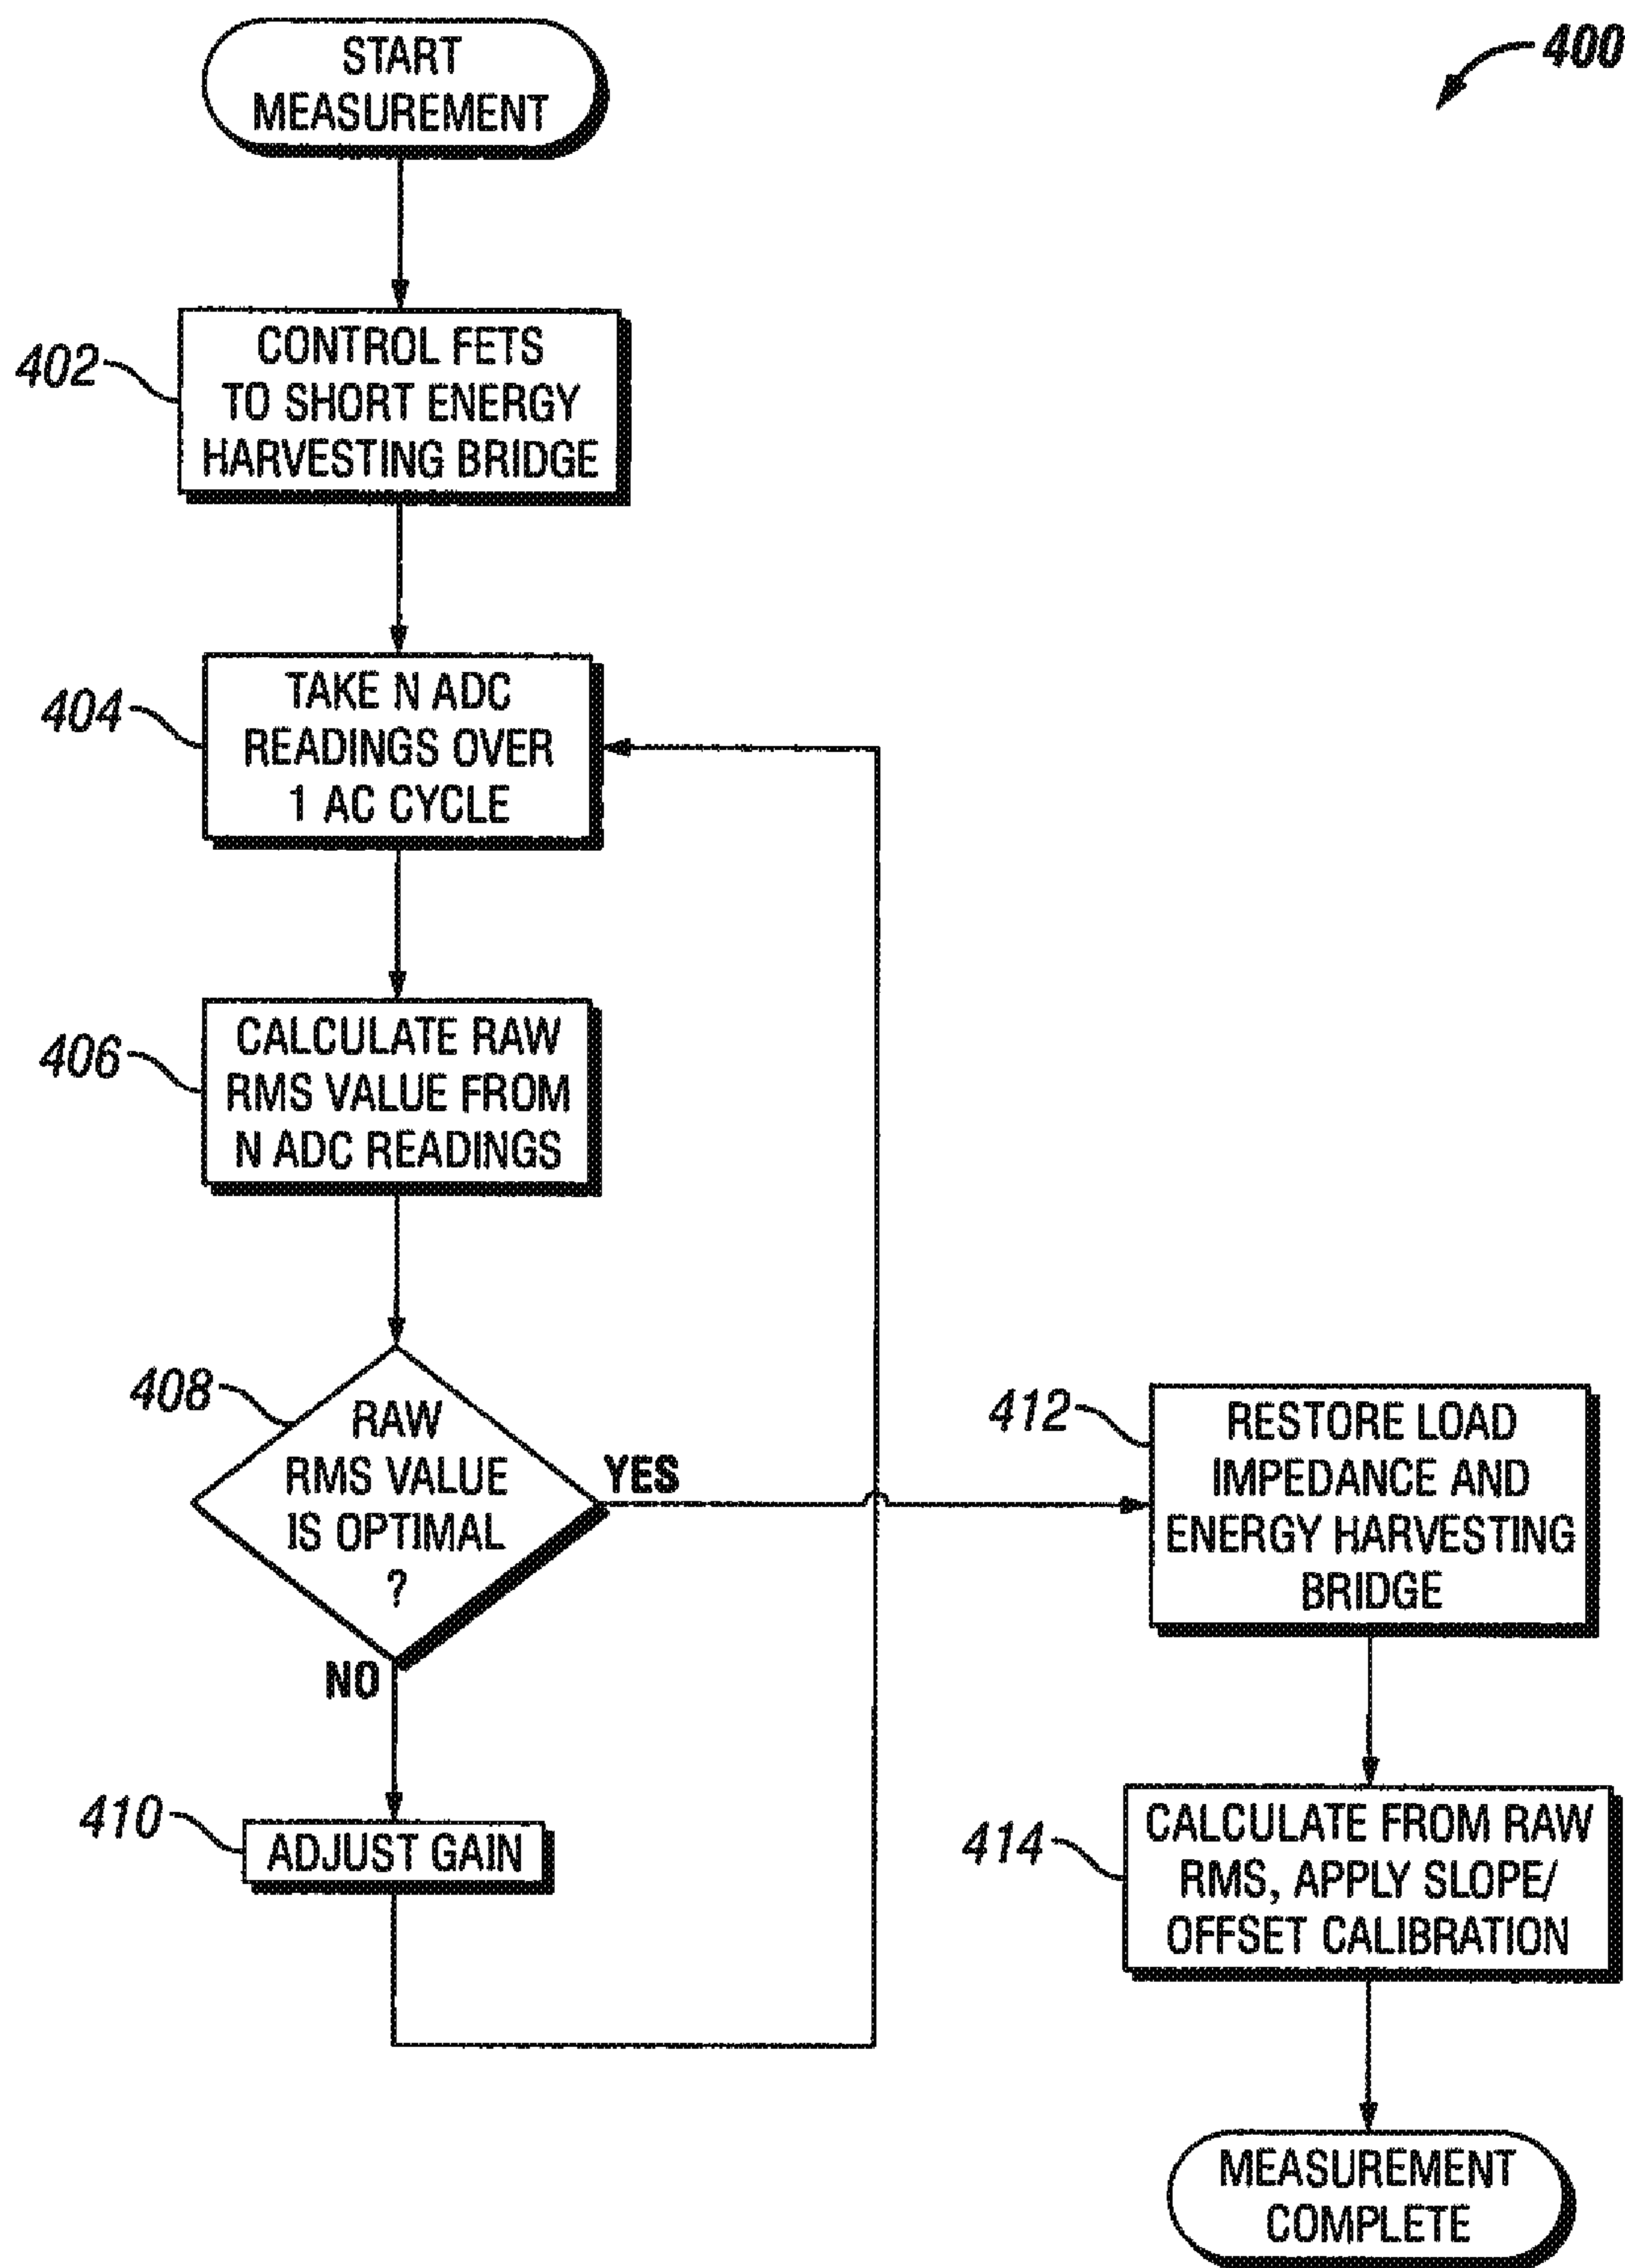 START
MEASUREMENT
400
402
CONTROL FETS
TO SHORT ENERGY
HARVESTING BRIDGE
404
TAKE N ADC
READINGS OVER
1 AC CYCLE
406
CALCULATE RAW
RMS VALUE FROM
N ADC READINGS
408
RAW
RMS VALUE
IS OPTIMAL
?
YES
NO
410
ADJUST GAIN
412
RESTORE LOAD
IMPEDANCE AND
ENERGY HARVESTING
BRIDGE
414
CALCULATE FROM RAW
RMS, APPLY SLOPE/
OFFSET CALIBRATION
MEASUREMENT
COMPLETE